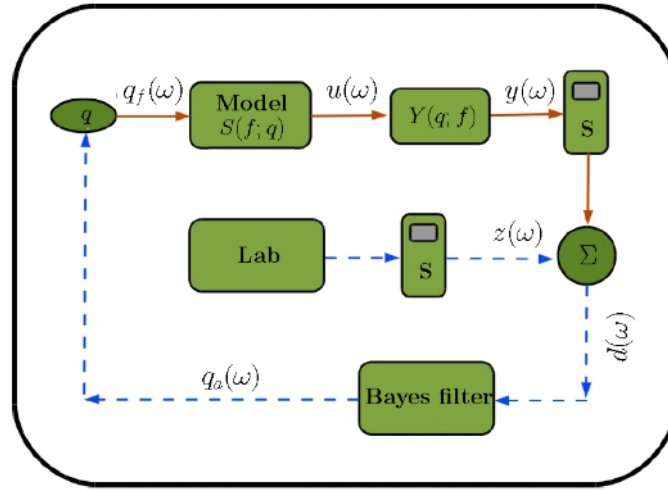 q
q_f(ω)
Model
S(f; q)
u(ω)
Y(q; f)
y(ω)
S
Lab
S
z(ω)
Σ
d(ω)
Bayes filter
q_a(ω)